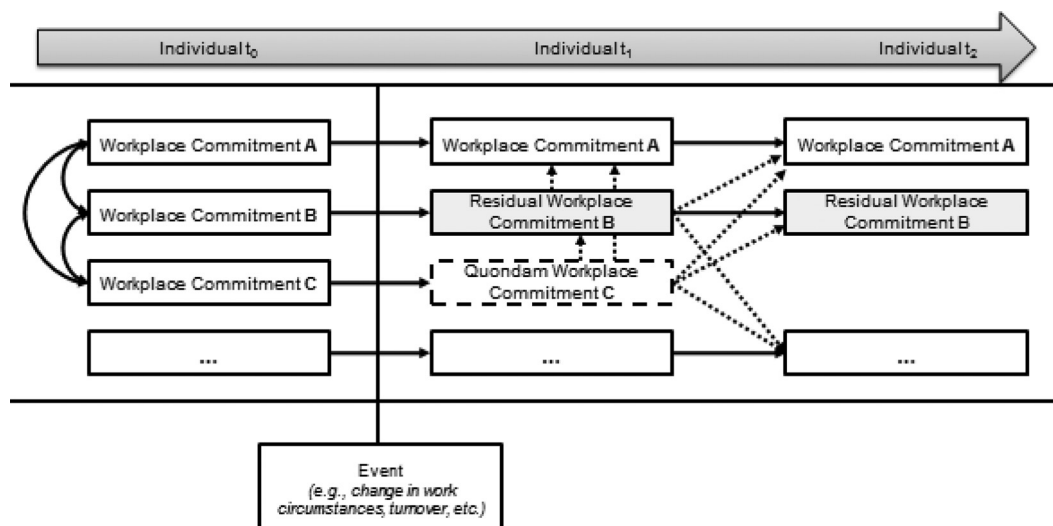 Individual t0
Individual t1
Individual t2
Workplace Commitment A
Workplace Commitment A
Workplace Commitment A
Workplace Commitment B
Residual Workplace
Commitment B
Residual Workplace
Commitment B
Workplace Commitment C
Quondam Workplace
Commitment C
...
...
...
Event
(e.g., change in work
circumstances, turnover, etc.)